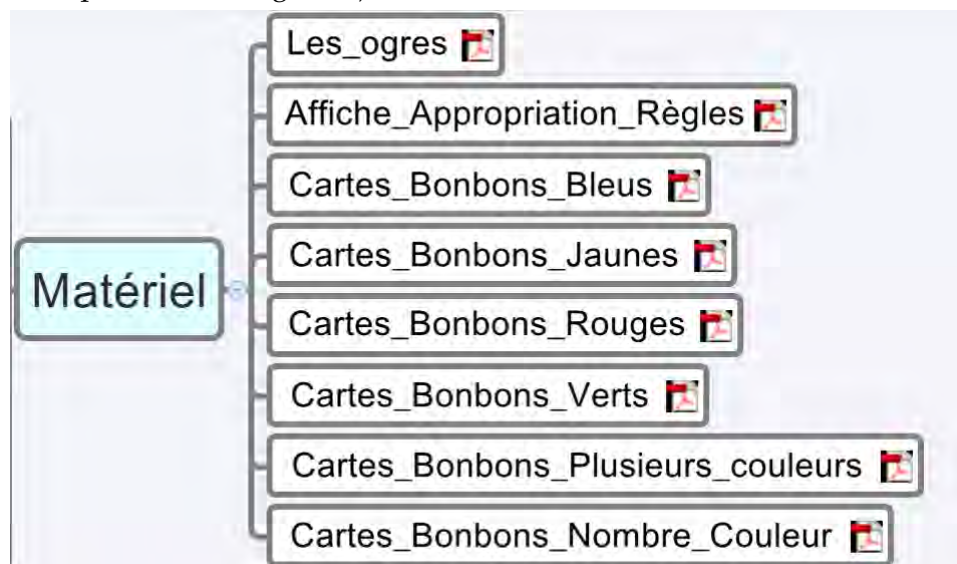 Les_ogres
Affiche_Appropriation_Règles
Cartes_Bonbons_Bleus
Cartes_Bonbons_Jaunes
Matériel
Cartes_Bonbons_Rouges
Cartes_Bonbons_Verts
Cartes_Bonbons_Plusieurs_couleurs
Cartes_Bonbons_Nombre_Couleur